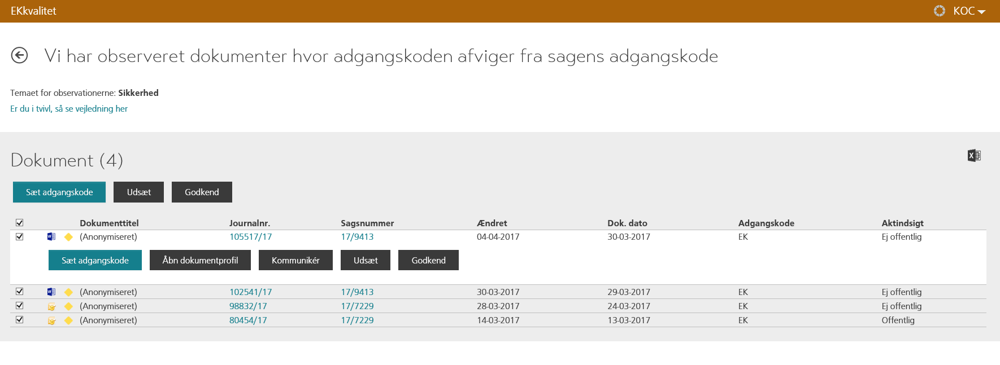 EKkvalitet KOC
Vi har observeret dokumenter hvor adgangskoden afviger fra sagens adgangskode
Temaet for observationerne: Sikkerhed
Er du i tvivl, så se vejledning her
Dokument (4)
Sæt adgangskode Udsæt Godkend
Dokumenttitel Journalnr. Sagsnummer Ændret Dok. dato Adgangskode Aktindsigt
(Anonymiseret) 105517/17 17/9413 04-04-2017 30-03-2017 EK Ej offentlig
Sæt adgangskode Åbn dokumentprofil Kommunikér Udsæt Godkend
(Anonymiseret) 102541/17 17/9413 30-03-2017 29-03-2017 EK Ej offentlig
(Anonymiseret) 98832/17 17/7229 28-03-2017 24-03-2017 EK Ej offentlig
(Anonymiseret) 80454/17 17/7229 14-03-2017 13-03-2017 EK Offentlig